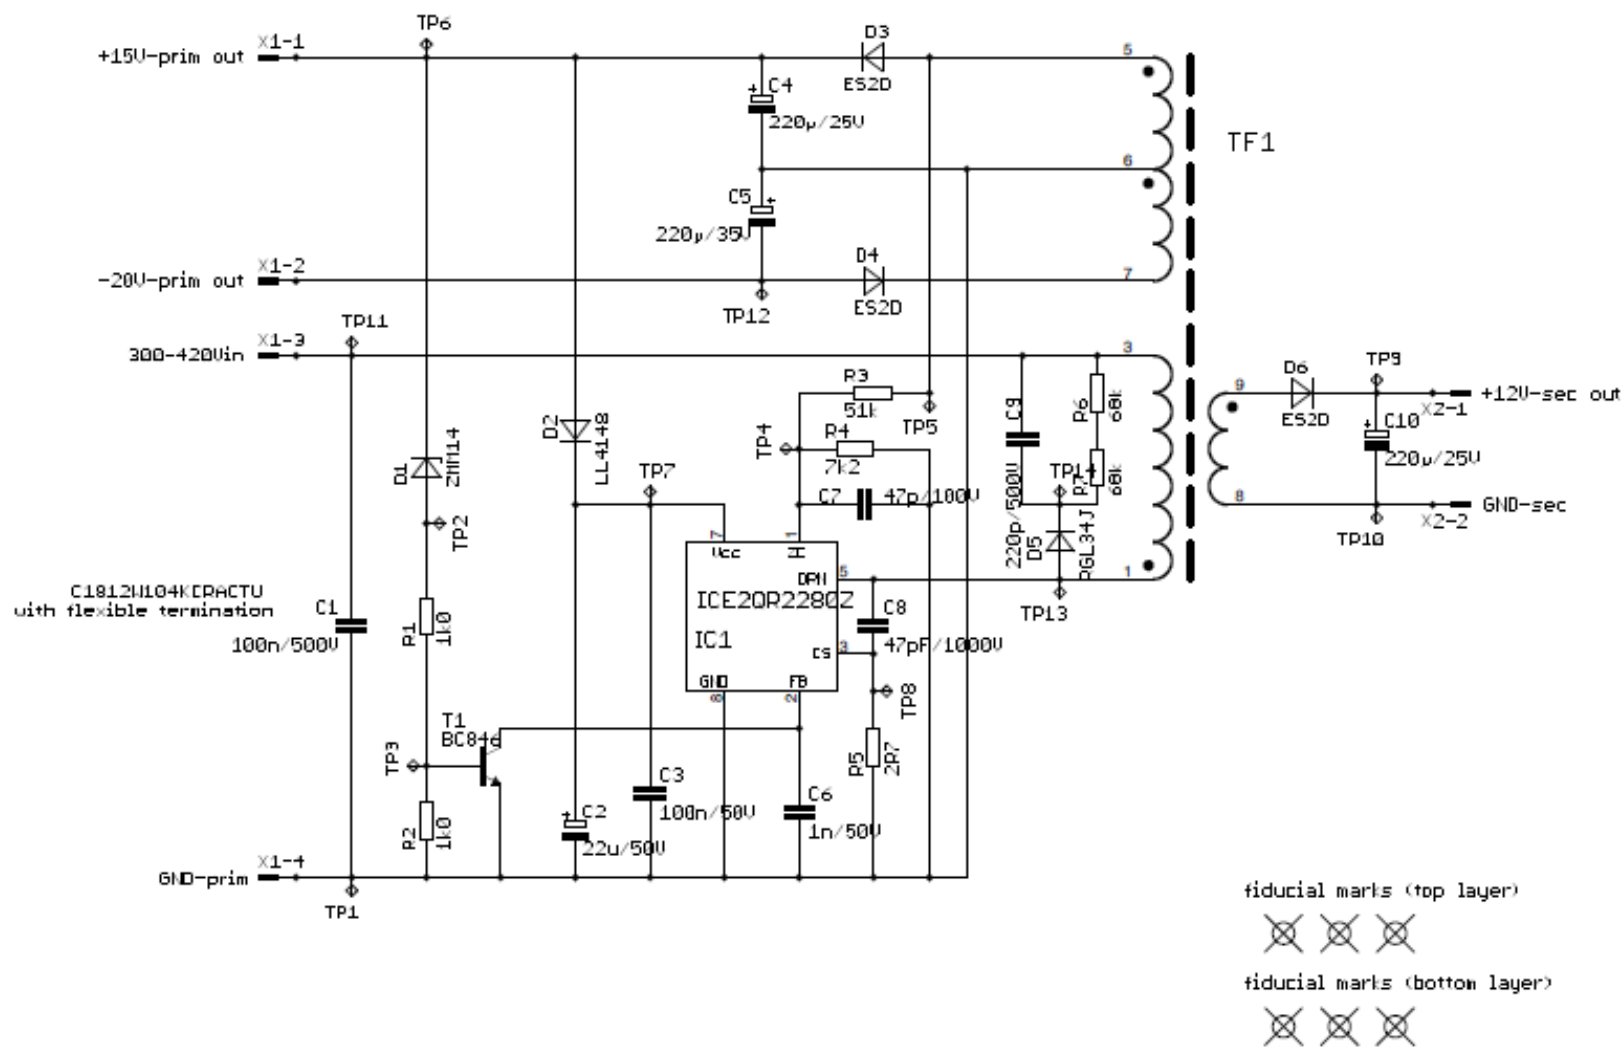 TP6
X1-1
+15V-prim out
D3
ES2D
5
C4
+
220µ/25V
TF1
6
C5
+
220µ/35V
X1-2
-20V-prim out
D4
ES2D
7
TP12
TP11
X1-3
300-420Vin
3
R3
51k
TP5
R4
7k2
TP4
C7
47p/100V
C9
220p/500V
R6
68k
R7
68k
TP14
D5
RGL34J
TP13
1
9
D6
ES2D
TP9
+12V-sec out
X2-1
C10
+
220µ/25V
8
GND-sec
X2-2
TP10
D2
LL4148
D1
ZMM14
TP2
TP7
7
Vcc
1
DRN
5
ICE2QR2280Z
IC1
CS
3
GND
8
FB
2
C8
47pF/1000V
TP8
R5
2R7
C1812W104KCRACTU
with flexible termination
C1
100n/500V
R1
1k0
T1
BC846
TP3
R2
1k0
C2
+
22u/50V
C3
100n/50V
C6
1n/50V
X1-4
GND-prim
TP1
fiducial marks (top layer)
fiducial marks (bottom layer)